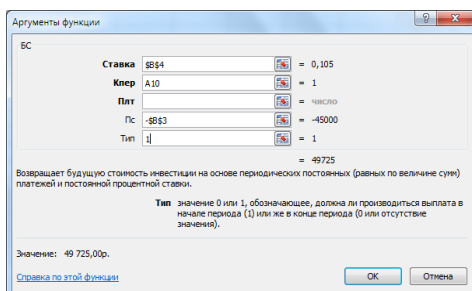 Аргументы функции
БС
Ставка $B$4 = 0,105
Кпер A10 = 1
Плт = число
Пс -$B$3 = -45000
Тип 1 = 1
= 49725
Возвращает будущую стоимость инвестиции на основе периодических постоянных (равных по величине сумм)
платежей и постоянной процентной ставки.
Тип значение 0 или 1, обозначающее, должна ли производиться выплата в
начале периода (1) или же в конце периода (0 или отсутствие
значения).
Значение: 49 725,00р.
Справка по этой функции
ОК
Отмена